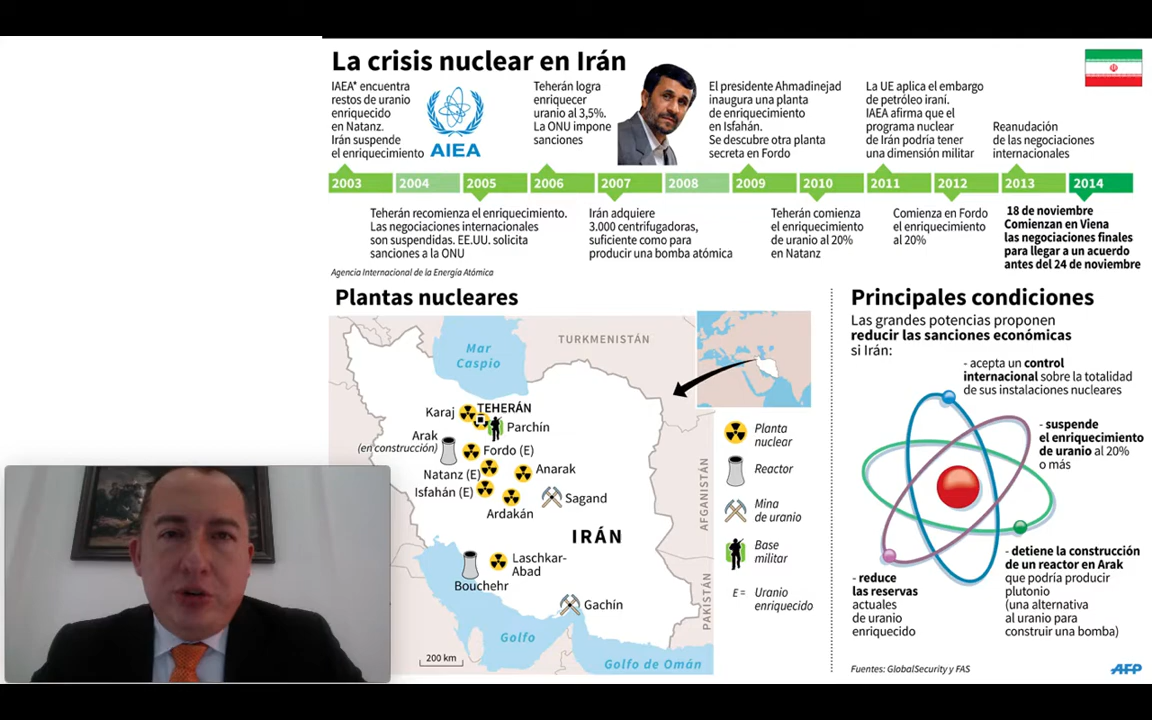 La crisis nuclear en Irán
IAEA* encuentra
restos de uranio
enriquecido
en Natanz.
Irán suspende
el enriquecimiento
AIEA
Teherán logra
enriquecer
uranio al 3,5%.
La ONU impone
sanciones
El presidente Ahmadinejad
inaugura una planta
de enriquecimiento
en Isfahán.
Se descubre otra planta
secreta en Fordo
La UE aplica el embargo
de petróleo iraní.
IAEA afirma que el
programa nuclear
de Irán podría tener
una dimensión militar
Reanudación
de las negociaciones
internacionales
2003 2004 2005 2006 2007 2008 2009 2010 2011 2012 2013 2014
Teherán recomienza el enriquecimiento.
Las negociaciones internacionales
son suspendidas. EE.UU. solicita
sanciones a la ONU
Irán adquiere
3.000 centrifugadoras,
suficiente como para
producir una bomba atómica
Teherán comienza
el enriquecimiento
de uranio al 20%
en Natanz
Comienza en Fordo
el enriquecimiento
al 20%
18 de noviembre
Comienzan en Viena
las negociaciones finales
para llegar a un acuerdo
antes del 24 de noviembre
Agencia Internacional de la Energía Atómica
Plantas nucleares
Mar
Caspio
TURKMENISTÁN
Karaj
TEHERÁN
Parchín
Arak
(en construcción)
Fordo (E)
Natanz (E)
Anarak
Isfahán (E)
Ardakán
Sagand
IRÁN
Laschkar-
Abad
Bouchehr
Gachín
Golfo
Golfo de Omán
200 km
AFGANISTÁN
PAKISTÁN
Planta
nuclear
Reactor
Mina
de uranio
Base
militar
E = Uranio
enriquecido
Principales condiciones
Las grandes potencias proponen
reducir las sanciones económicas
si Irán:
- acepta un control
internacional sobre la totalidad
de sus instalaciones nucleares
- suspende
el enriquecimiento
de uranio al 20%
o más
- detiene la construcción
de un reactor en Arak
que podría producir
plutonio
(una alternativa
al uranio para
construir una bomba)
- reduce
las reservas
actuales
de uranio
enriquecido
Fuentes: GlobalSecurity y FAS
AFP